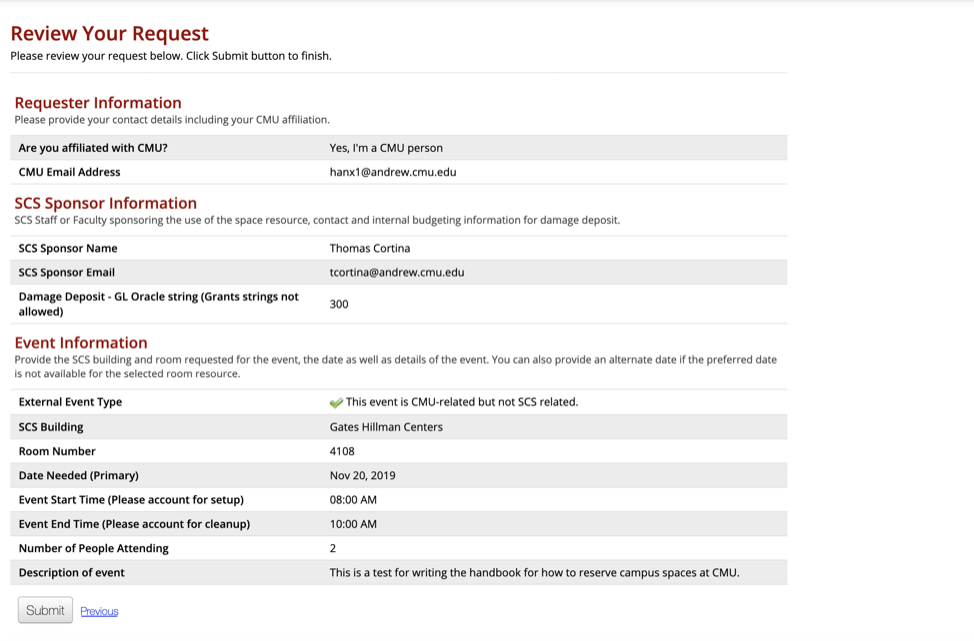 Review Your Request
Please review your request below. Click Submit button to finish.
Requester Information
Please provide your contact details including your CMU affiliation.
Are you affiliated with CMU? Yes, I'm a CMU person
CMU Email Address hanx1@andrew.cmu.edu
SCS Sponsor Information
SCS Staff or Faculty sponsoring the use of the space resource, contact and internal budgeting information for damage deposit.
SCS Sponsor Name Thomas Cortina
SCS Sponsor Email tcortina@andrew.cmu.edu
Damage Deposit - GL Oracle string (Grants strings not
allowed) 300
Event Information
Provide the SCS building and room requested for the event, the date as well as details of the event. You can also provide an alternate date if the preferred date
is not available for the selected room resource.
External Event Type This event is CMU-related but not SCS related.
SCS Building Gates Hillman Centers
Room Number 4108
Date Needed (Primary) Nov 20, 2019
Event Start Time (Please account for setup) 08:00 AM
Event End Time (Please account for cleanup) 10:00 AM
Number of People Attending 2
Description of event This is a test for writing the handbook for how to reserve campus spaces at CMU.
Submit Previous